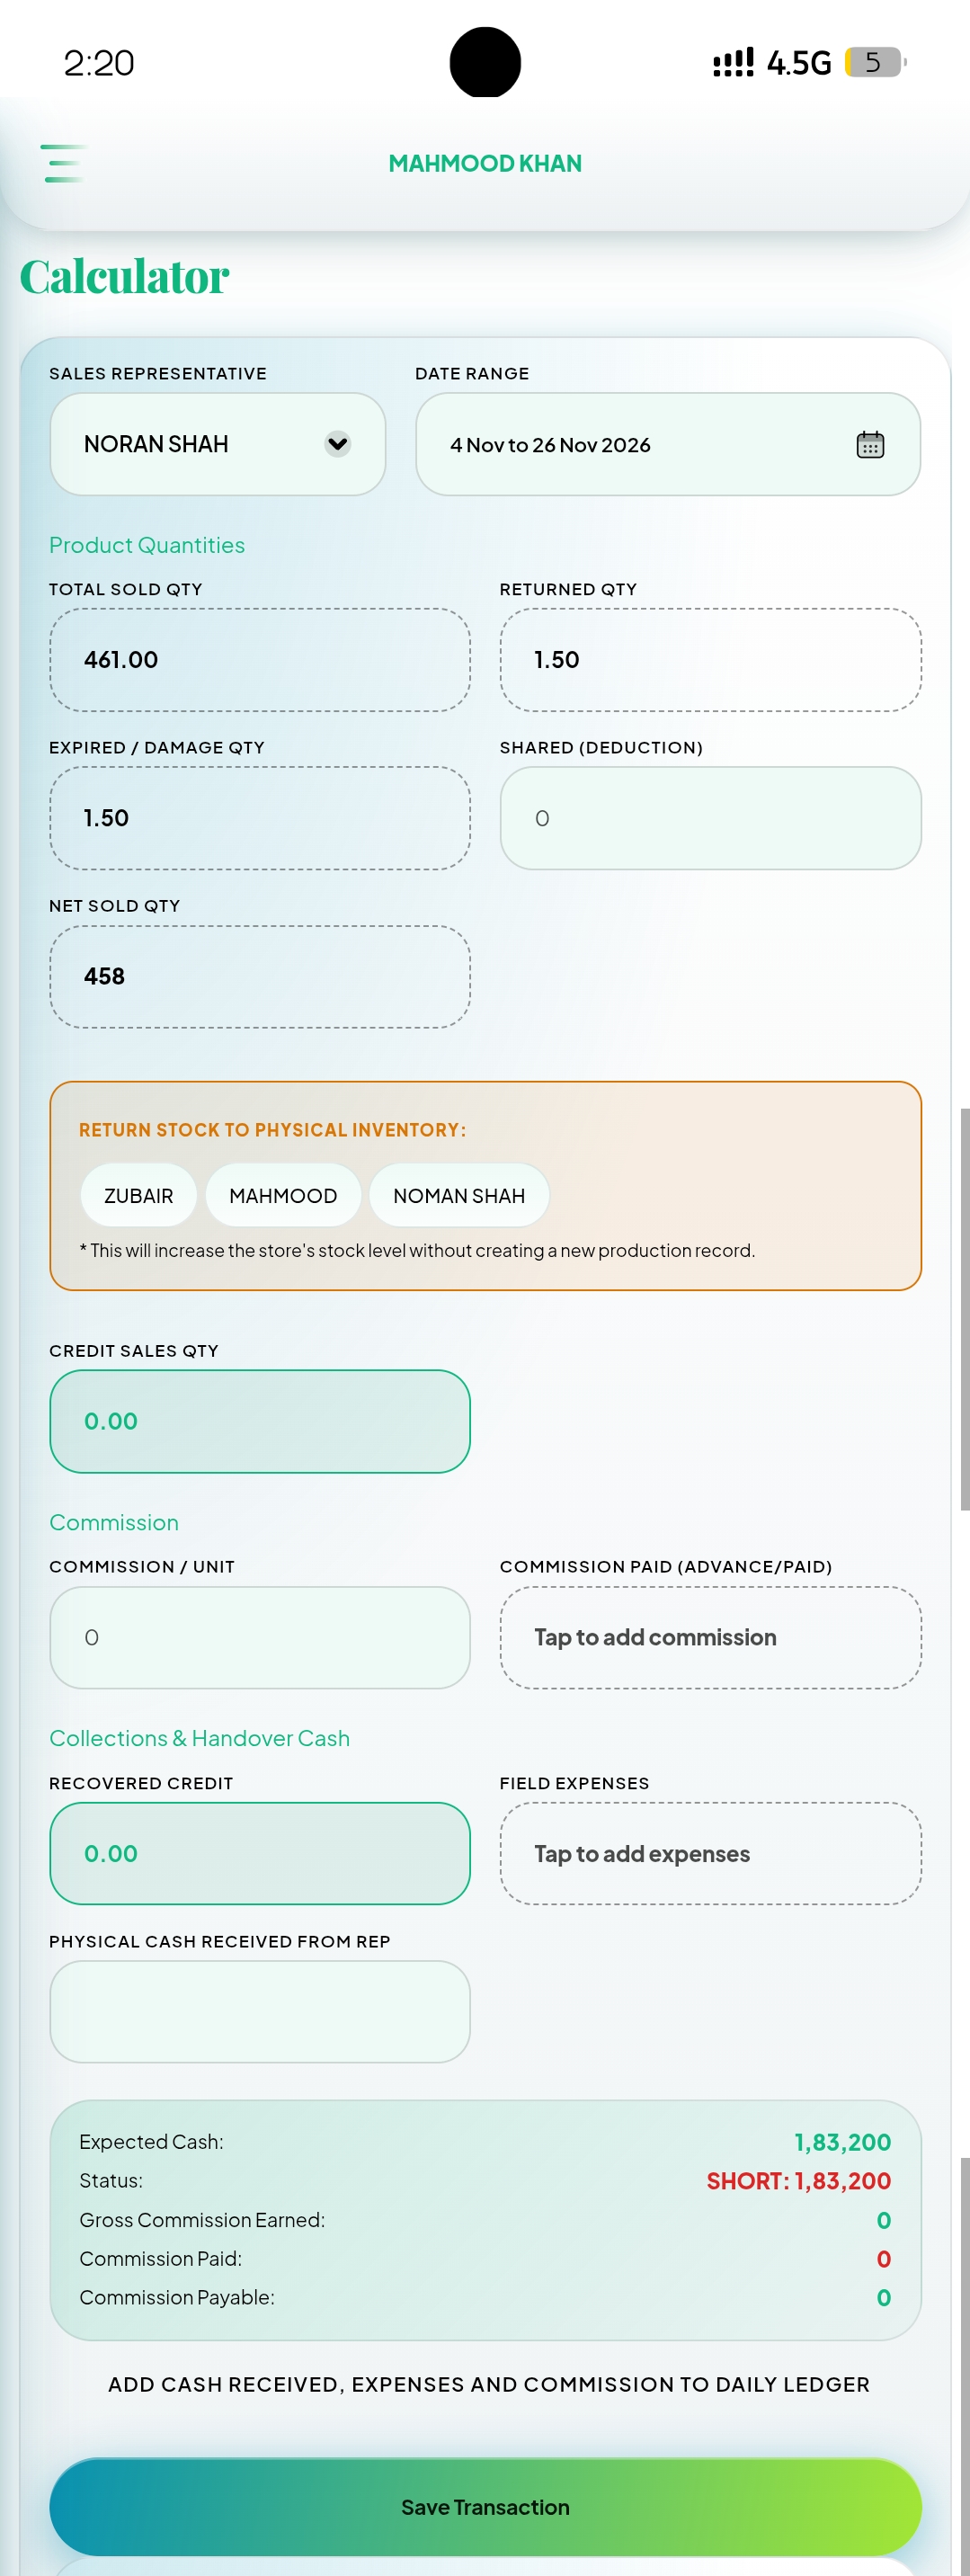 2:20
4.5G 5
MAHMOOD KHAN
Calculator
SALES REPRESENTATIVE
DATE RANGE
NORAN SHAH
4 Nov to 26 Nov 2026
Product Quantities
TOTAL SOLD QTY
RETURNED QTY
461.00
1.50
EXPIRED / DAMAGE QTY
SHARED (DEDUCTION)
1.50
0
NET SOLD QTY
458
RETURN STOCK TO PHYSICAL INVENTORY:
ZUBAIR MAHMOOD NOMAN SHAH
* This will increase the store's stock level without creating a new production record.
CREDIT SALES QTY
0.00
Commission
COMMISSION / UNIT
COMMISSION PAID (ADVANCE/PAID)
0
Tap to add commission
Collections & Handover Cash
RECOVERED CREDIT
FIELD EXPENSES
0.00
Tap to add expenses
PHYSICAL CASH RECEIVED FROM REP
Expected Cash: 1,83,200
Status: SHORT: 1,83,200
Gross Commission Earned: 0
Commission Paid: 0
Commission Payable: 0
ADD CASH RECEIVED, EXPENSES AND COMMISSION TO DAILY LEDGER
Save Transaction